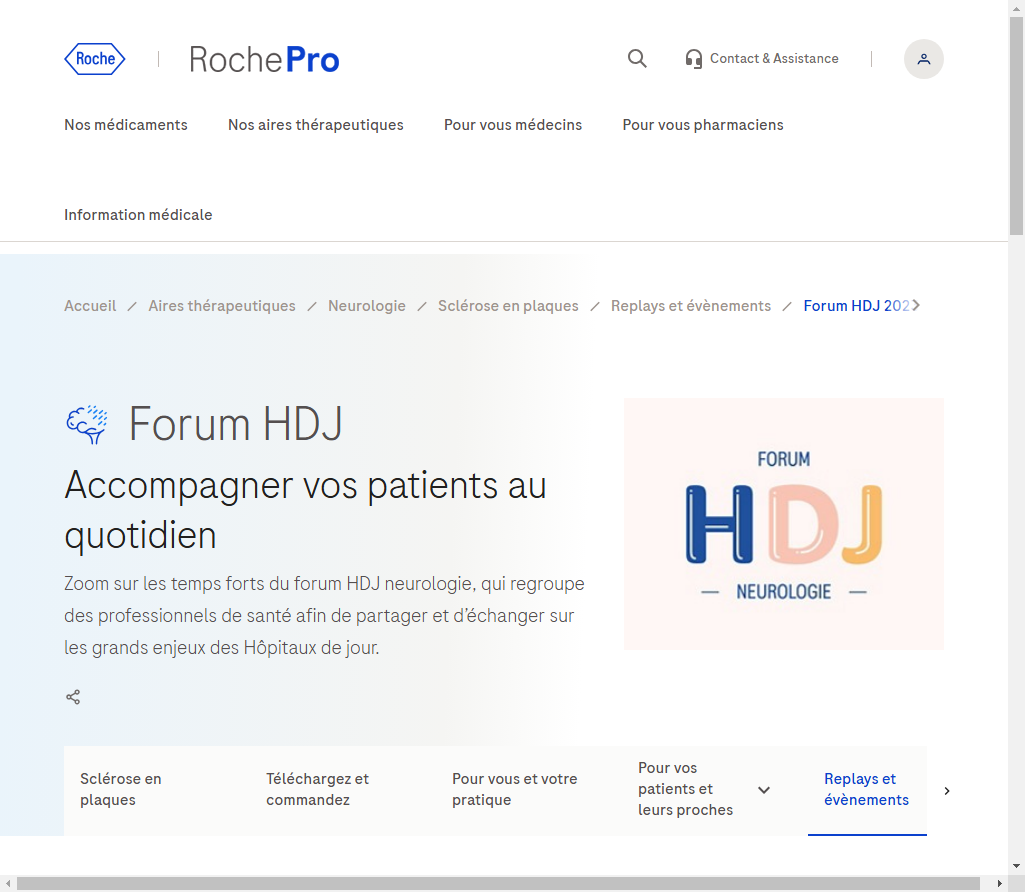 Roche
RochePro
Contact & Assistance
Nos médicaments
Nos aires thérapeutiques
Pour vous médecins
Pour vous pharmaciens
Information médicale
Accueil / Aires thérapeutiques / Neurologie / Sclérose en plaques / Replays et évènements / Forum HDJ 202
Forum HDJ
Accompagner vos patients au
quotidien
Zoom sur les temps forts du forum HDJ neurologie, qui regroupe
des professionnels de santé afin de partager et d’échanger sur
les grands enjeux des Hôpitaux de jour.
FORUM
HDJ
— NEUROLOGIE —
Sclérose en
plaques
Téléchargez et
commandez
Pour vous et votre
pratique
Pour vos
patients et
leurs proches
Replays et
évènements